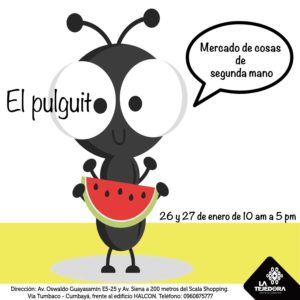 Mercado de cosas
de
segunda mano
El pulguito
26 y 27 de enero de 10 am a 5 pm
Dirección: Av. Oswaldo Guayasamín E5-25 y Av. Siena a 200 metros del Scala Shopping.
Vía Tumbaco - Cumbayá, frente al edificio HALCON. Teléfono: 0960875777
LA
TEJEDORA